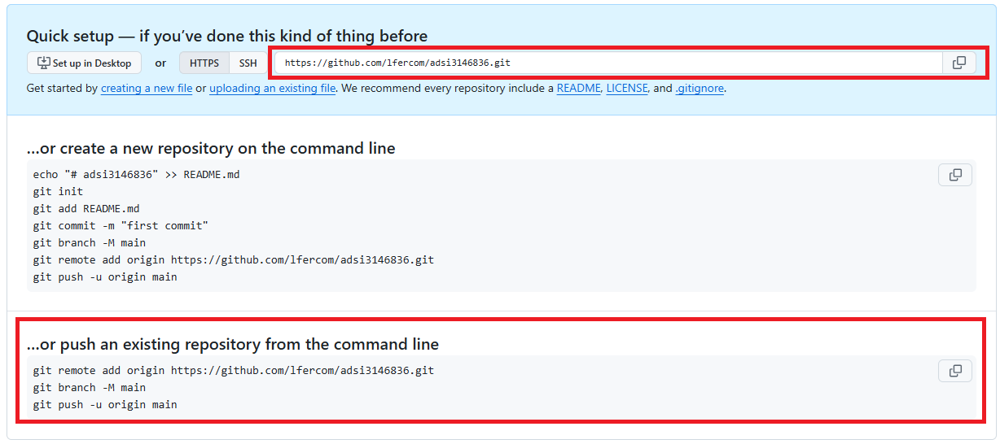 Quick setup — if you've done this kind of thing before
Set up in Desktop or HTTPS SSH https://github.com/lfercom/adsi3146836.git
Get started by creating a new file or uploading an existing file. We recommend every repository include a README, LICENSE, and .gitignore.
...or create a new repository on the command line
echo "# adsi3146836" >> README.md
git init
git add README.md
git commit -m "first commit"
git branch -M main
git remote add origin https://github.com/lfercom/adsi3146836.git
git push -u origin main
...or push an existing repository from the command line
git remote add origin https://github.com/lfercom/adsi3146836.git
git branch -M main
git push -u origin main